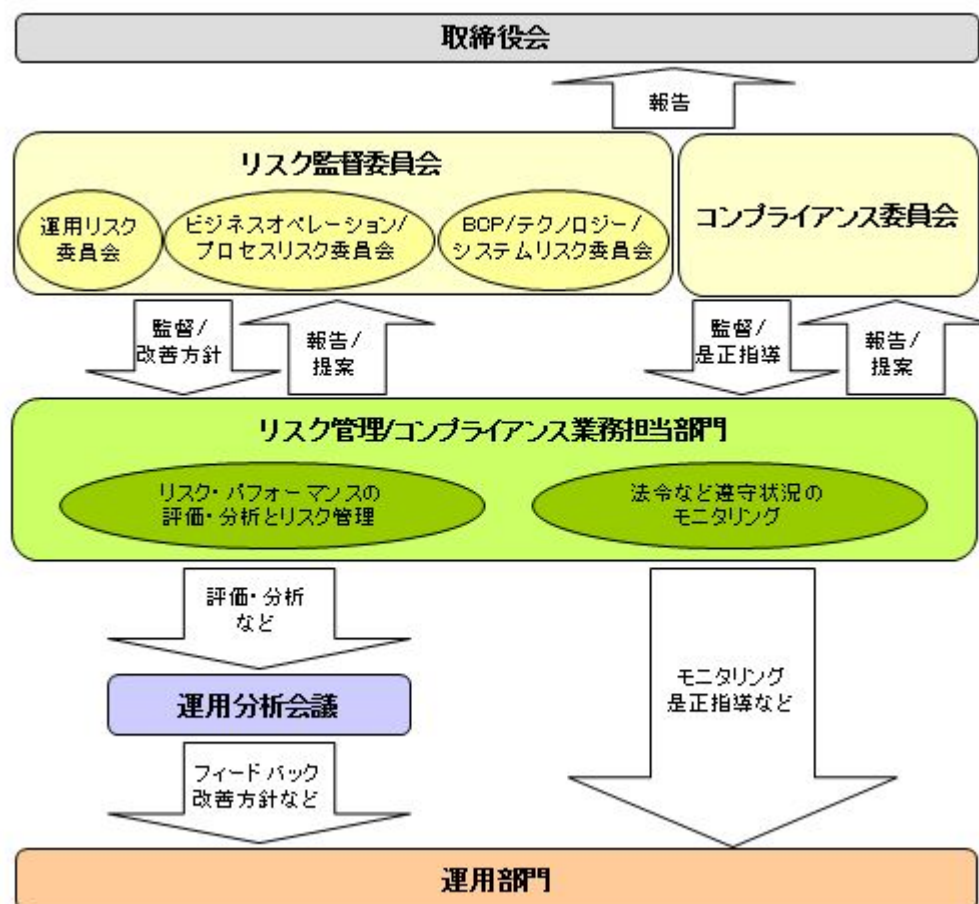 取締役会
報告
リスク監督委員会
運用リスク
委員会
ビジネスオペレーション/
プロセスリスク委員会
BCP/テクノロジー/
システムリスク委員会
コンプライアンス委員会
監督/
改善方針
報告/
提案
監督/
是正指導
報告/
提案
リスク管理/コンプライアンス業務担当部門
リスク・パフォーマンスの
評価・分析とリスク管理
法令など遵守状況の
モニタリング
評価・分析
など
運用分析会議
モニタリング
是正指導など
フィードバック
改善方針など
運用部門